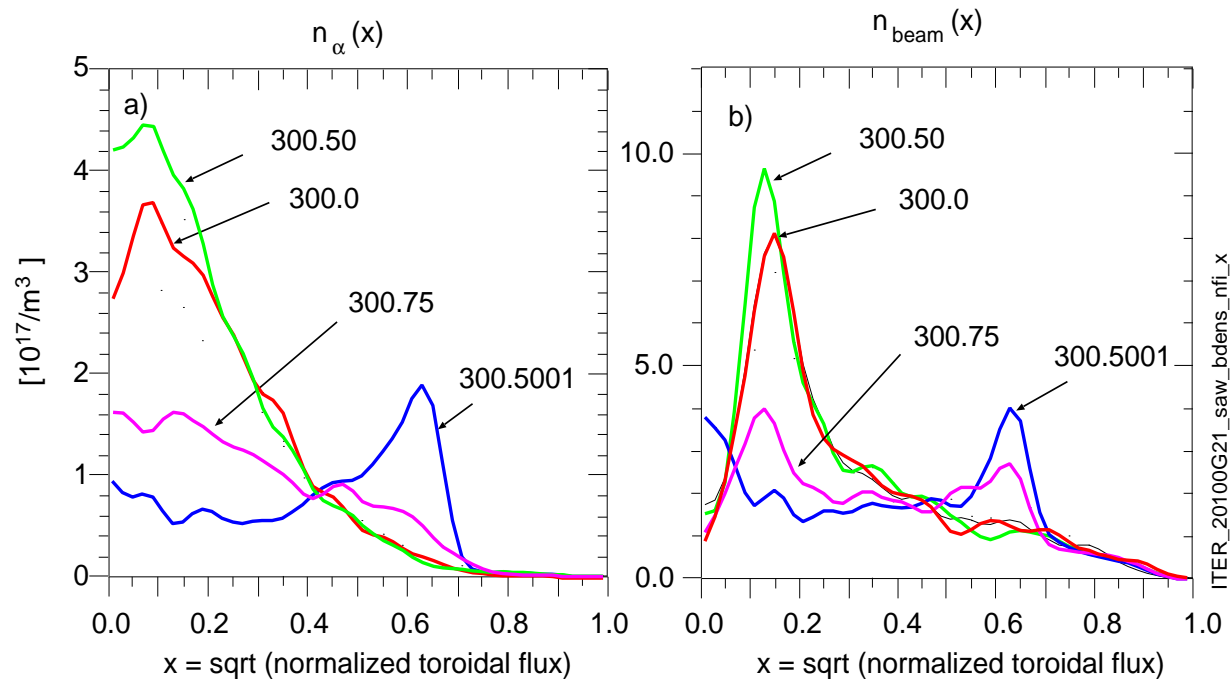 n α (x)
n beam (x)
5
4
3
2
1
0
[10^17/m^3]
a)
300.50
300.0
300.75
300.5001
0.0 0.2 0.4 0.6 0.8 1.0
x = sqrt (normalized toroidal flux)
10.0
5.0
0.0
b)
300.50
300.0
300.75
300.5001
0.0 0.2 0.4 0.6 0.8 1.0
x = sqrt (normalized toroidal flux)
ITER_20100G21_saw_bdens_nfi_x